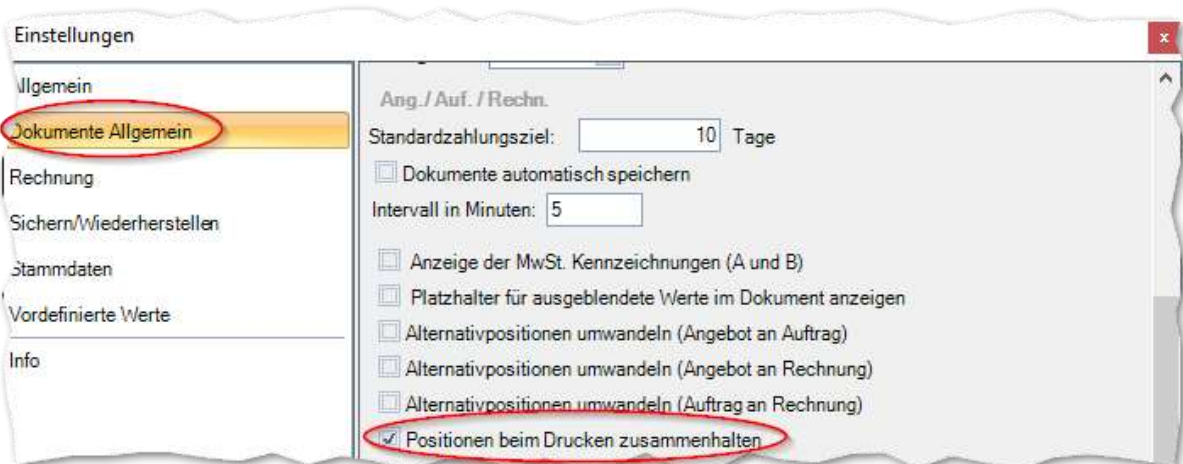 Einstellungen
x
Allgemein
Dokumente Allgemein
Rechnung
Sichern/Wiederherstellen
Stammdaten
Vordefinierte Werte
Info
Ang./ Auf. / Rechn.
Standardzahlungsziel: 10 Tage
Dokumente automatisch speichern
Intervall in Minuten: 5
Anzeige der MwSt. Kennzeichnungen (A und B)
Platzhalter für ausgeblendete Werte im Dokument anzeigen
Alternativpositionen umwandeln (Angebot an Auftrag)
Alternativpositionen umwandeln (Angebot an Rechnung)
Alternativpositionen umwandeln (Auftrag an Rechnung)
Positionen beim Drucken zusammenhalten